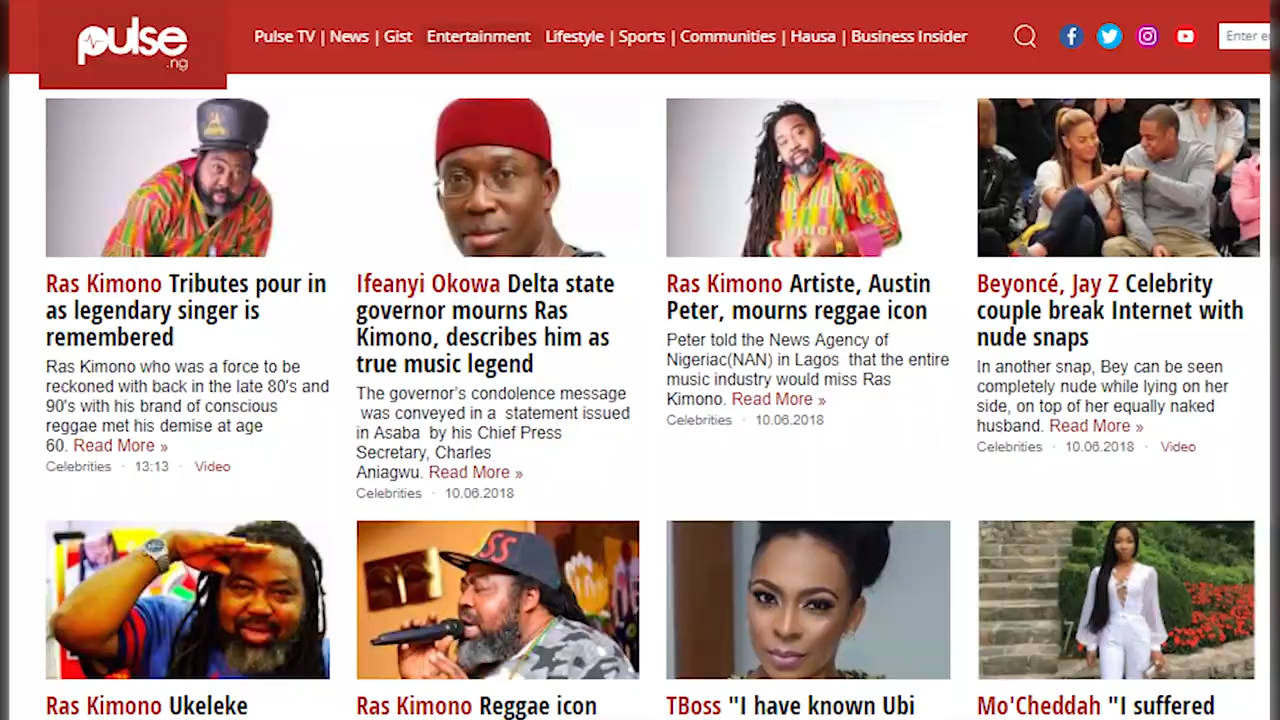 pulse
.ng
Pulse TV | News | Gist Entertainment Lifestyle | Sports | Communities | Hausa | Business Insider
Enter e
Ras Kimono Tributes pour in
as legendary singer is
remembered
Ras Kimono who was a force to be
reckoned with back in the late 80's and
90's with his brand of conscious
reggae met his demise at age
60. Read More »
Celebrities · 13:13 · Video
Ifeanyi Okowa Delta state
governor mourns Ras
Kimono, describes him as
true music legend
The governor's condolence message
was conveyed in a statement issued
in Asaba by his Chief Press
Secretary, Charles
Aniagwu. Read More »
Celebrities · 10.06.2018
Ras Kimono Artiste, Austin
Peter, mourns reggae icon
Peter told the News Agency of
Nigeriac(NAN) in Lagos that the entire
music industry would miss Ras
Kimono. Read More »
Celebrities · 10.06.2018
Beyoncé, Jay Z Celebrity
couple break Internet with
nude snaps
In another snap, Bey can be seen
completely nude while lying on her
side, on top of her equally naked
husband. Read More »
Celebrities · 10.06.2018 · Video
SS
Ras Kimono Ukeleke
Ras Kimono Reggae icon
TBoss "I have known Ubi
Mo'Cheddah "I suffered